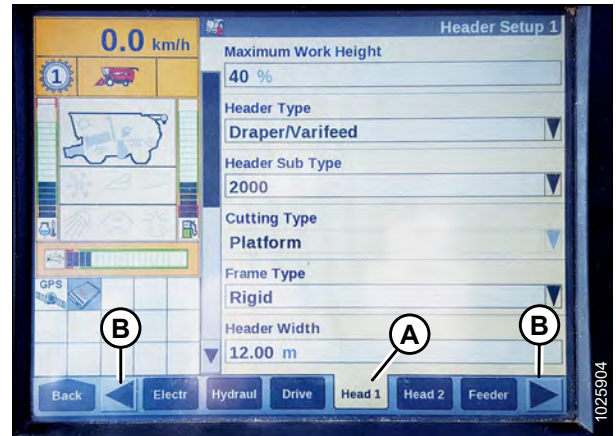 0.0 km/h
1
GPS
Header Setup 1
Maximum Work Height
40 %
Header Type
Draper/Varifeed
Header Sub Type
2000
Cutting Type
Platform
Frame Type
Rigid
Header Width
12.00 m
B
A
B
Back
Electr
Hydraul
Drive
Head 1
Head 2
Feeder
1025904